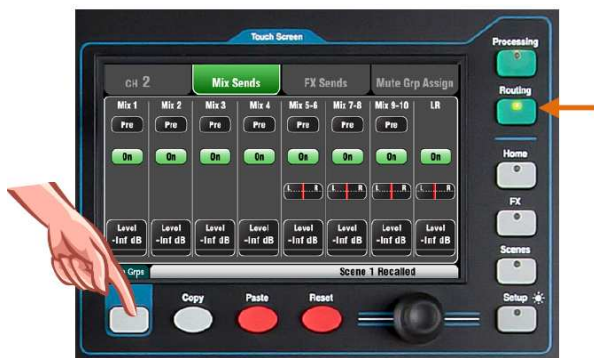 Touch Screen
Processing
CH 2
Mix Sends
FX Sends
Mute Grp Assign
Routing
Mix 1
Mix 2
Mix 3
Mix 4
Mix 5-6
Mix 7-8
Mix 9-10
LR
Pre
Pre
Pre
Pre
Pre
Pre
Pre
On
On
On
On
On
On
On
On
Home
L R
L R
L R
L R
FX
Level
Level
Level
Level
Level
Level
Level
Level
-Inf dB
-Inf dB
-Inf dB
-Inf dB
-Inf dB
-Inf dB
-Inf dB
-Inf dB
Scenes
Grps
Scene 1 Recalled
Copy
Paste
Reset
Setup